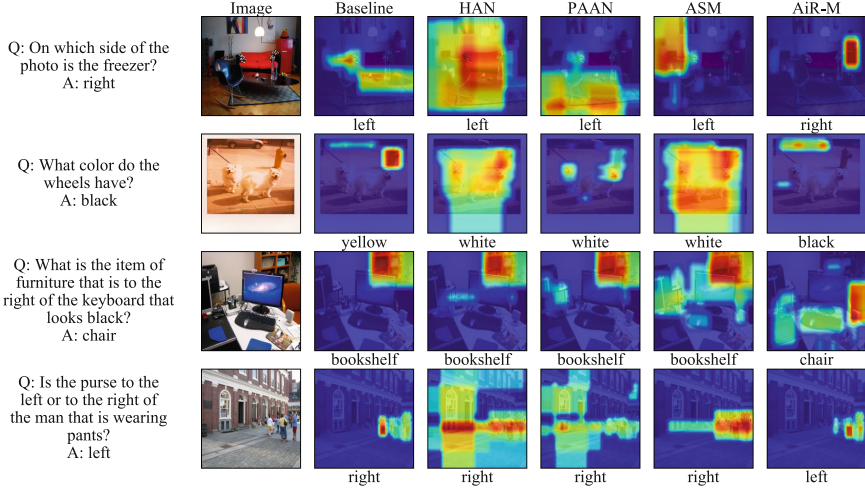 Image Baseline HAN PAAN ASM AiR-M
Q: On which side of the
photo is the freezer?
A: right
left left left left right
Q: What color do the
wheels have?
A: black
yellow white white white black
Q: What is the item of
furniture that is to the
right of the keyboard that
looks black?
A: chair
bookshelf bookshelf bookshelf bookshelf chair
Q: Is the purse to the
left or to the right of
the man that is wearing
pants?
A: left
right right right right left